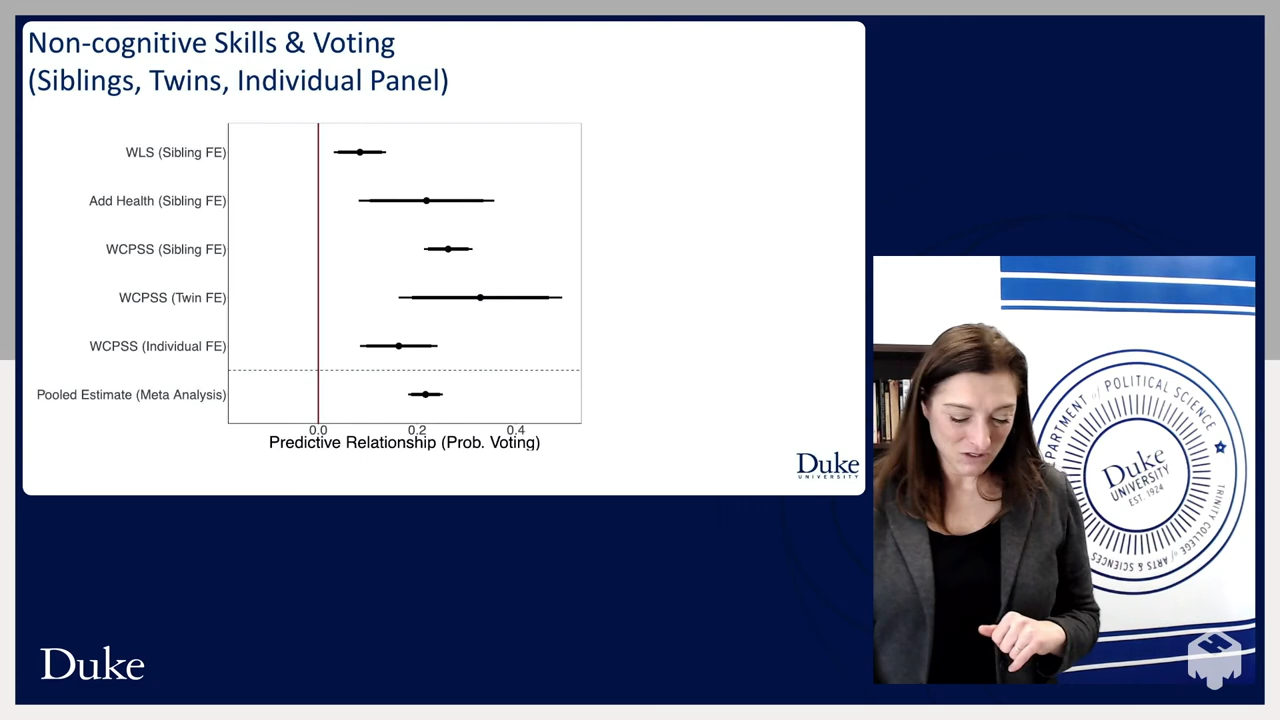 Non-cognitive Skills & Voting
(Siblings, Twins, Individual Panel)
WLS (Sibling FE)
Add Health (Sibling FE)
WCPSS (Sibling FE)
WCPSS (Twin FE)
WCPSS (Individual FE)
Pooled Estimate (Meta Analysis)
0.0 0.2 0.4
Predictive Relationship (Prob. Voting)
Duke
UNIVERSITY
Duke
DEPARTMENT of POLITICAL SCIENCE
Duke
UNIVERSITY
EST. 1924
TRINITY COLLEGE of ARTS & SCIENCES